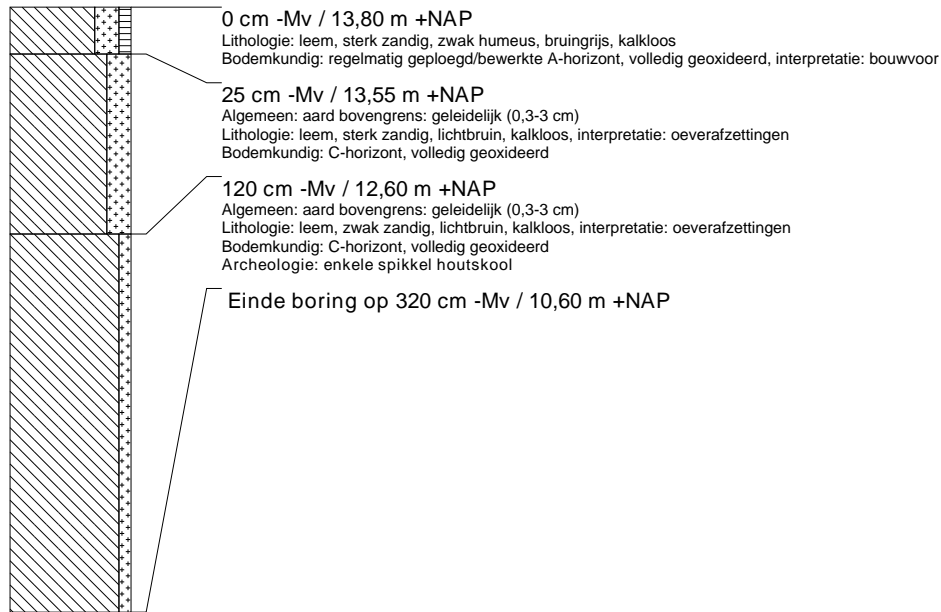 0 cm -Mv / 13,80 m +NAP
Lithologie: leem, sterk zandig, zwak humeus, bruingrijs, kalkloos
Bodemkundig: regelmatig geploegd/bewerkte A-horizont, volledig geoxideerd, interpretatie: bouwvoor
25 cm -Mv / 13,55 m +NAP
Algemeen: aard bovengrens: geleidelijk (0,3-3 cm)
Lithologie: leem, sterk zandig, lichtbruin, kalkloos, interpretatie: oeverafzettingen
Bodemkundig: C-horizont, volledig geoxideerd
120 cm -Mv / 12,60 m +NAP
Algemeen: aard bovengrens: geleidelijk (0,3-3 cm)
Lithologie: leem, zwak zandig, lichtbruin, kalkloos, interpretatie: oeverafzettingen
Bodemkundig: C-horizont, volledig geoxideerd
Archeologie: enkele spikkel houtskool
Einde boring op 320 cm -Mv / 10,60 m +NAP